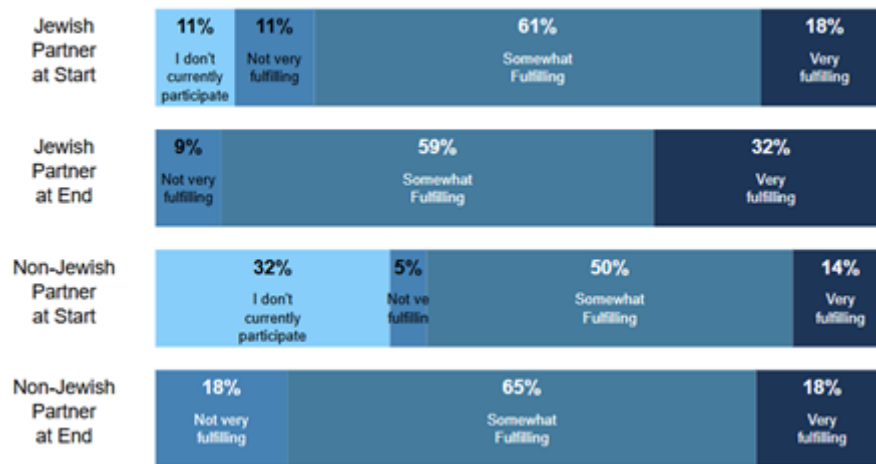 Jewish
Partner
at Start
11%
I don't
currently
participate
11%
Not very
fulfilling
61%
Somewhat
Fulfilling
18%
Very
fulfilling
Jewish
Partner
at End
9%
Not very
fulfilling
59%
Somewhat
Fulfilling
32%
Very
fulfilling
Non-Jewish
Partner
at Start
32%
I don't
currently
participate
5%
Not ve
fulfillin
50%
Somewhat
Fulfilling
14%
Very
fulfilling
Non-Jewish
Partner
at End
18%
Not very
fulfilling
65%
Somewhat
Fulfilling
18%
Very
fulfilling